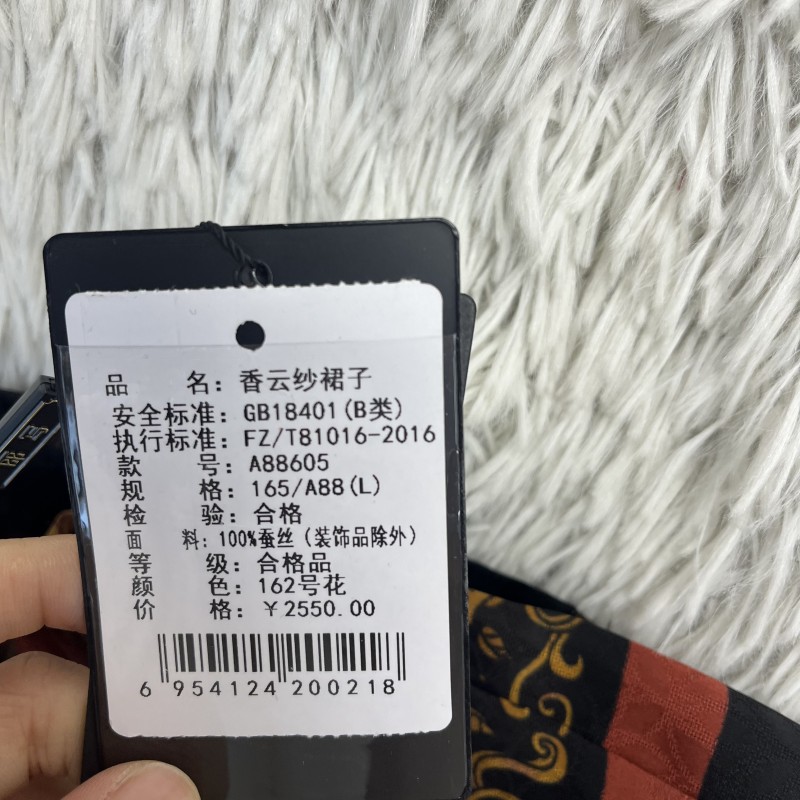 品 名：香云纱裙子
安全标准：GB18401(B类)
执行标准：FZ/T81016-2016
款 号：A88605
规 格：165/A88(L)
检 验：合格
面 料：100%蚕丝（装饰品除外）
等 级：合格品
颜 色：162号花
价 格：￥2550.00
6 954124 200218